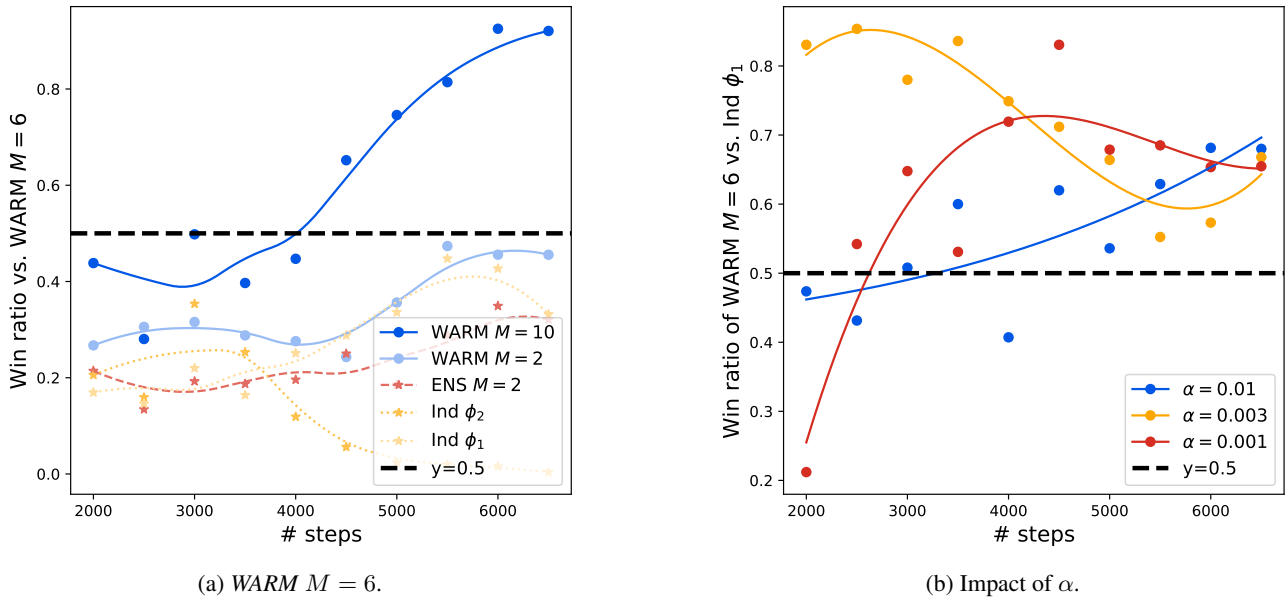 Win ratio vs. WARM M = 6
0.8
0.6
0.4
0.2
0.0
2000 3000 4000 5000 6000
# steps
WARM M = 10
WARM M = 2
ENS M = 2
Ind ϕ2
Ind ϕ1
y=0.5
(a) WARM M = 6.
Win ratio of WARM M = 6 vs. Ind ϕ1
0.8
0.7
0.6
0.5
0.4
0.3
0.2
2000 3000 4000 5000 6000
# steps
α = 0.01
α = 0.003
α = 0.001
y=0.5
(b) Impact of α.